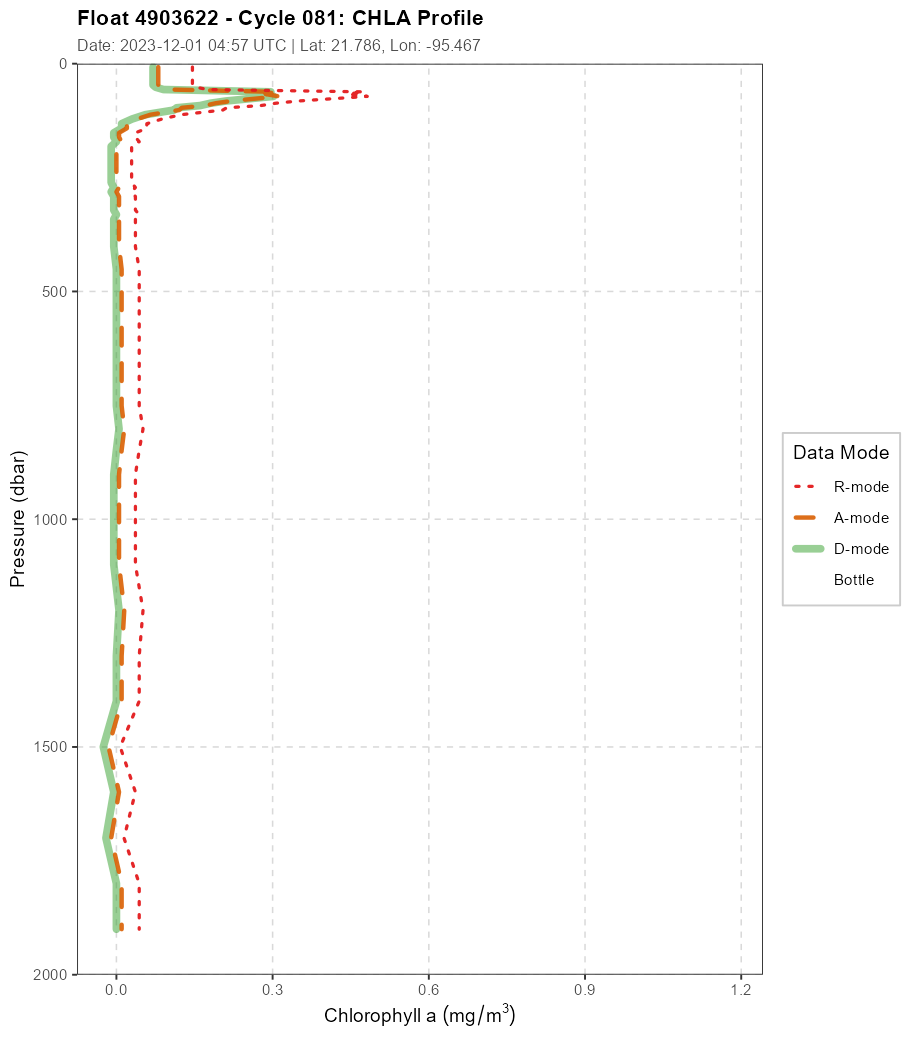 Float 4903622 - Cycle 081: CHLA Profile
Date: 2023-12-01 04:57 UTC | Lat: 21.786, Lon: -95.467
0
500
1000
1500
2000
Pressure (dbar)
0.0 0.3 0.6 0.9 1.2
Chlorophyll a (mg/m³)
Data Mode
R-mode
A-mode
D-mode
Bottle